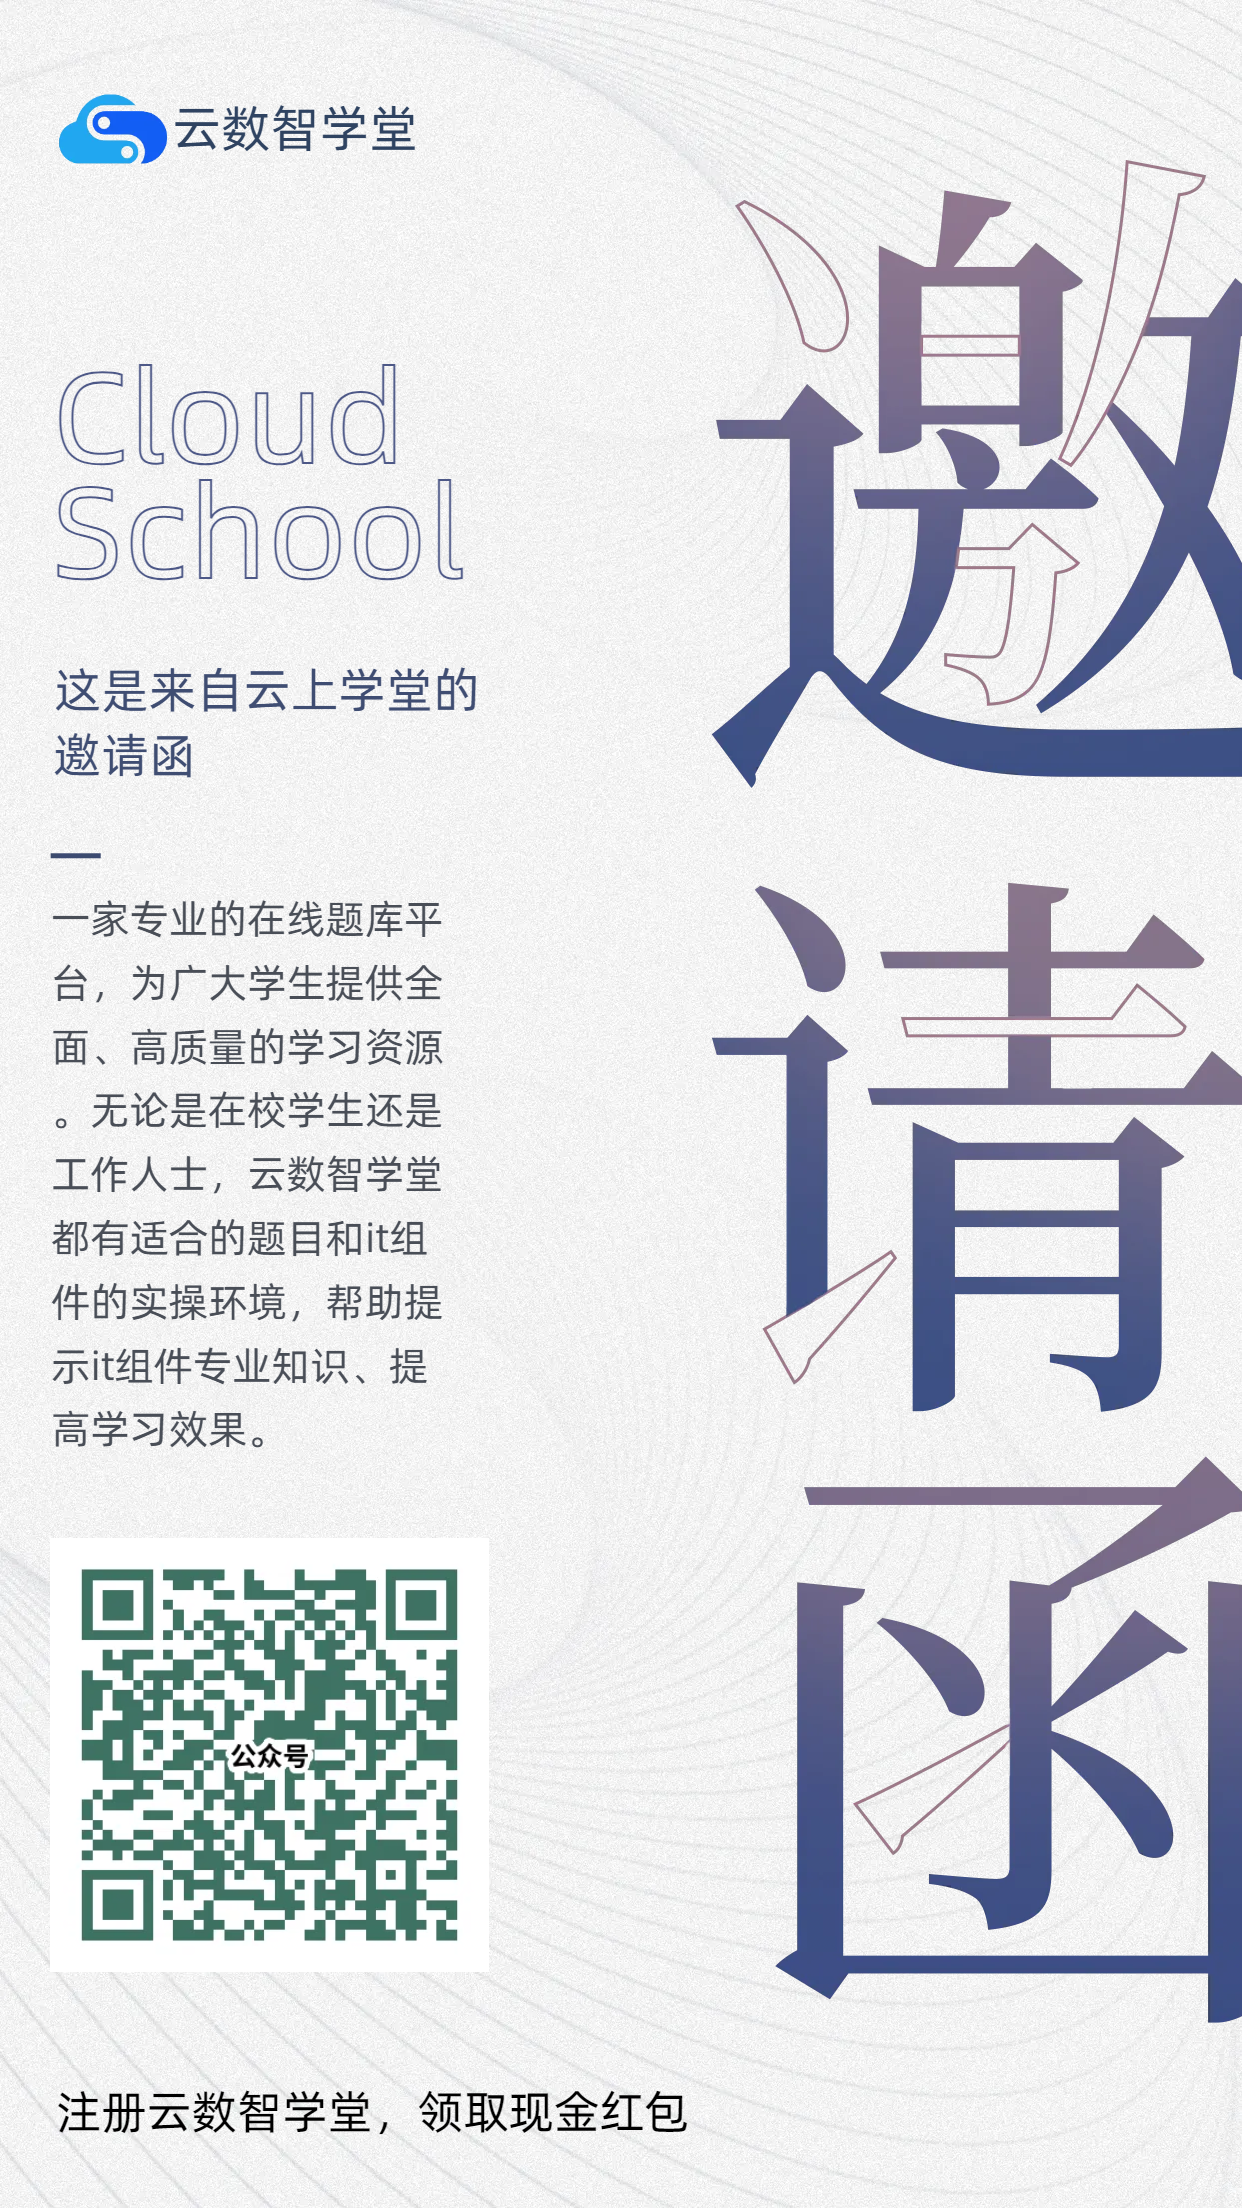 云数智学堂
邀
请
函
Cloud
School
这是来自云上学堂的
邀请函
一家专业的在线题库平
台，为广大学生提供全
面、高质量的学习资源
。无论是在校学生还是
工作人士，云数智学堂
都有适合的题目和it组
件的实操环境，帮助提
示it组件专业知识、提
高学习效果。
公众号
注册云数智学堂，领取现金红包